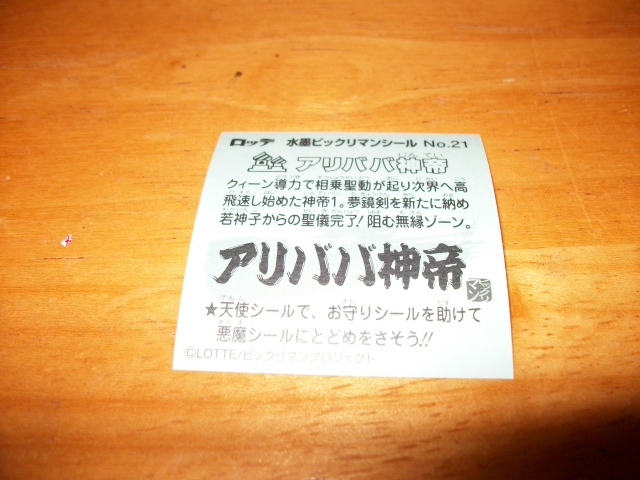 ロッテ 水墨ビックリマンシール No.21
アリババ神帝
クィーン導力で相乗聖動が起り次界へ高
飛速し始めた神帝1。夢鏡剣を新たに納め
若神子からの聖儀完了!阻む無縁ゾーン。
アリババ神帝
★天使シールで、お守りシールを助けて
悪魔シールにとどめをさそう!!
©LOTTE/ビックリマンプロジェクト